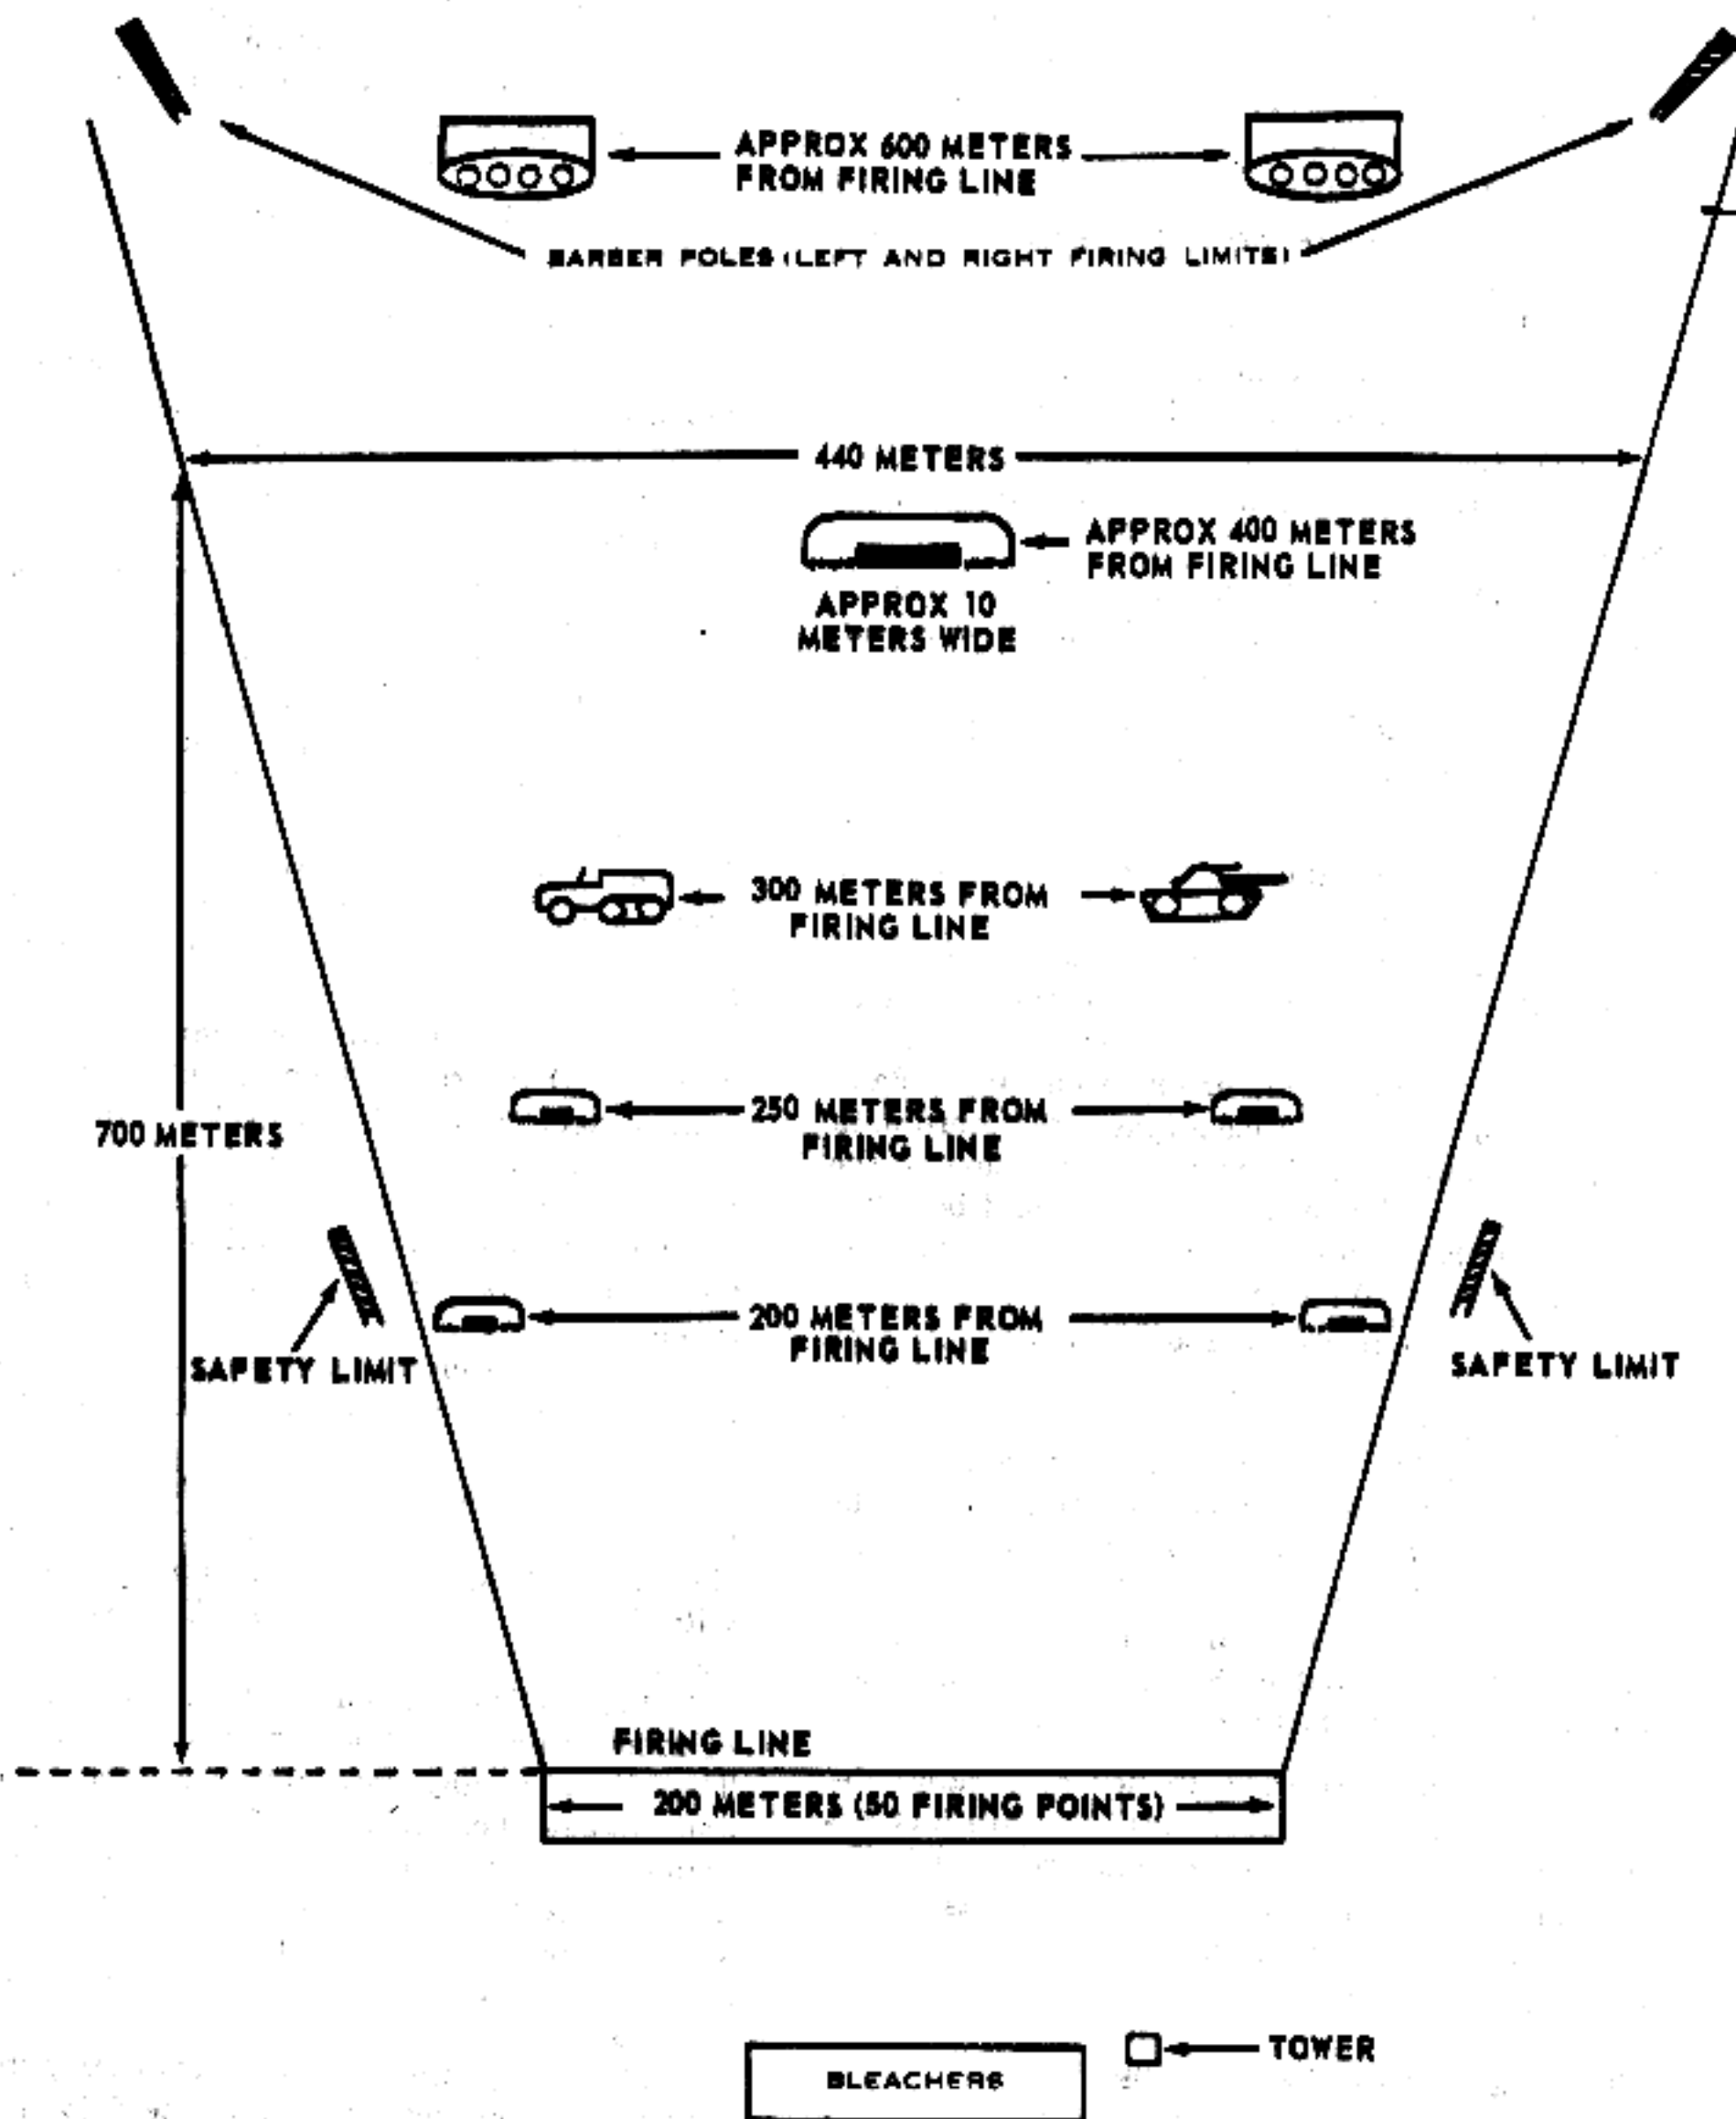 APPROX 600 METERS
FROM FIRING LINE
BARBER POLES (LEFT AND RIGHT FIRING LIMITS)
440 METERS
APPROX 400 METERS
FROM FIRING LINE
APPROX 10
METERS WIDE
300 METERS FROM
FIRING LINE
250 METERS FROM
FIRING LINE
700 METERS
200 METERS FROM
FIRING LINE
SAFETY LIMIT
SAFETY LIMIT
FIRING LINE
200 METERS (50 FIRING POINTS)
TOWER
BLEACHERS